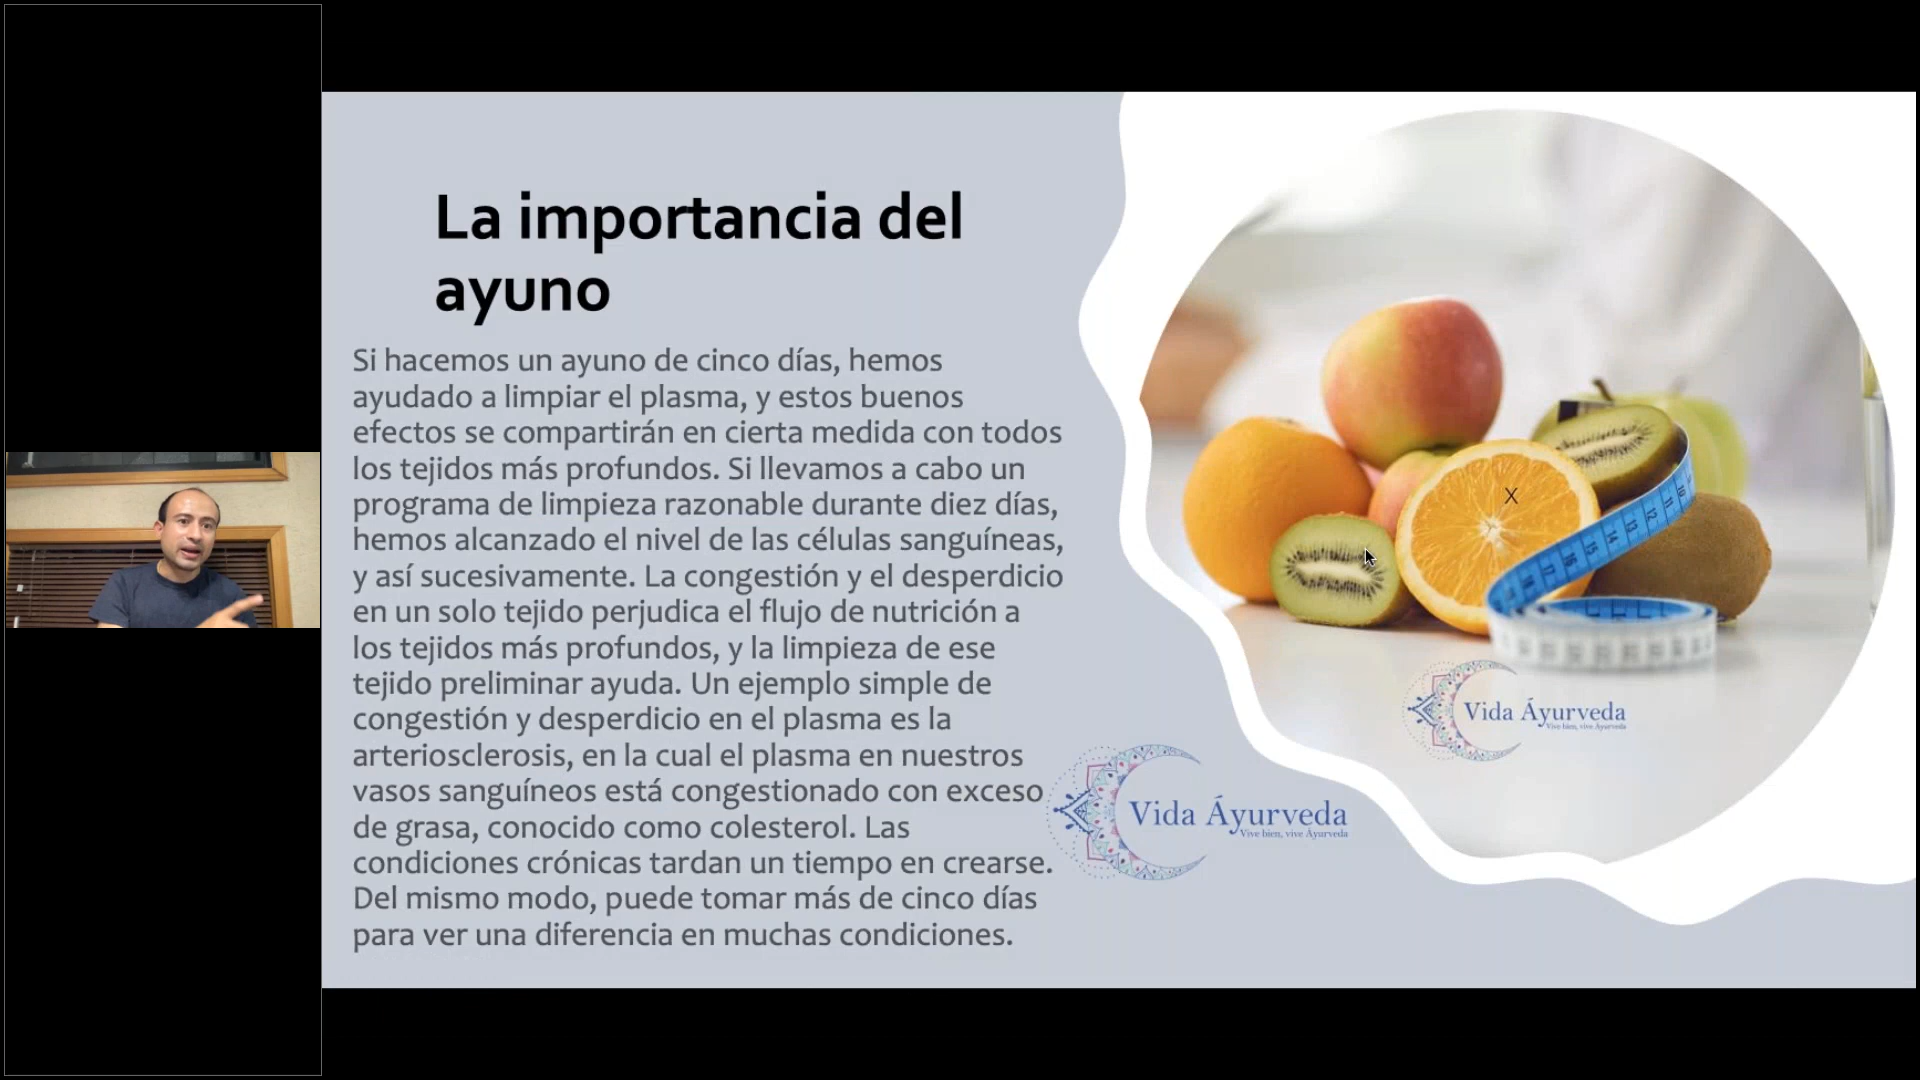 La importancia del
ayuno
Si hacemos un ayuno de cinco días, hemos
ayudado a limpiar el plasma, y estos buenos
efectos se compartirán en cierta medida con todos
los tejidos más profundos. Si llevamos a cabo un
programa de limpieza razonable durante diez días,
hemos alcanzado el nivel de las células sanguíneas,
y así sucesivamente. La congestión y el desperdicio
en un solo tejido perjudica el flujo de nutrición a
los tejidos más profundos, y la limpieza de ese
tejido preliminar ayuda. Un ejemplo simple de
congestión y desperdicio en el plasma es la
arteriosclerosis, en la cual el plasma en nuestros
vasos sanguíneos está congestionado con exceso
de grasa, conocido como colesterol. Las
condiciones crónicas tardan un tiempo en crearse.
Del mismo modo, puede tomar más de cinco días
para ver una diferencia en muchas condiciones.
X
Vida Áyurveda
Vive bien, vive Áyurveda
Vida Áyurveda
Vive bien, vive Áyurveda